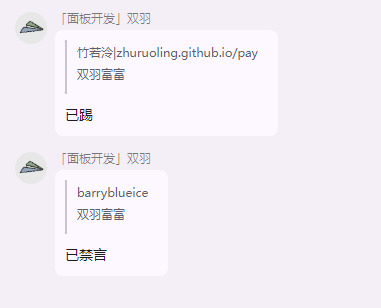 「面板开发」双羽
竹若泠|zhuruoling.github.io/pay
双羽富富
已踢
「面板开发」双羽
barryblueice
双羽富富
已禁言